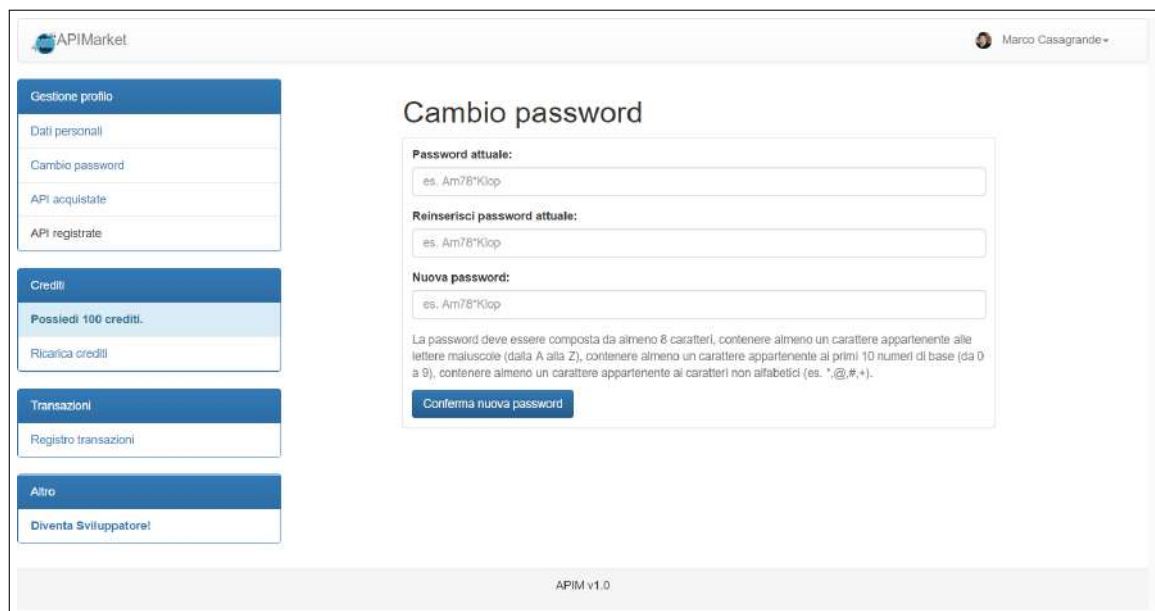 APIMarket
Marco Casagrande
Gestione profilo
Dati personali
Cambio password
API acquistate
API registrate
Crediti
Possiedi 100 crediti.
Ricarica crediti
Transazioni
Registro transazioni
Altro
Diventa Sviluppatore!
Cambio password
Password attuale:
es. Am78*Klop
Reinserisci password attuale:
es. Am78*Klop
Nuova password:
es. Am78*Klop
La password deve essere composta da almeno 8 caratteri, contenere almeno un carattere appartenente alle
lettere maiuscole (dalla A alla Z), contenere almeno un carattere appartenente ai primi 10 numeri di base (da 0
a 9), contenere almeno un carattere appartenente ai caratteri non alfabetici (es. *,@,#,+).
Conferma nuova password
APIM v1.0